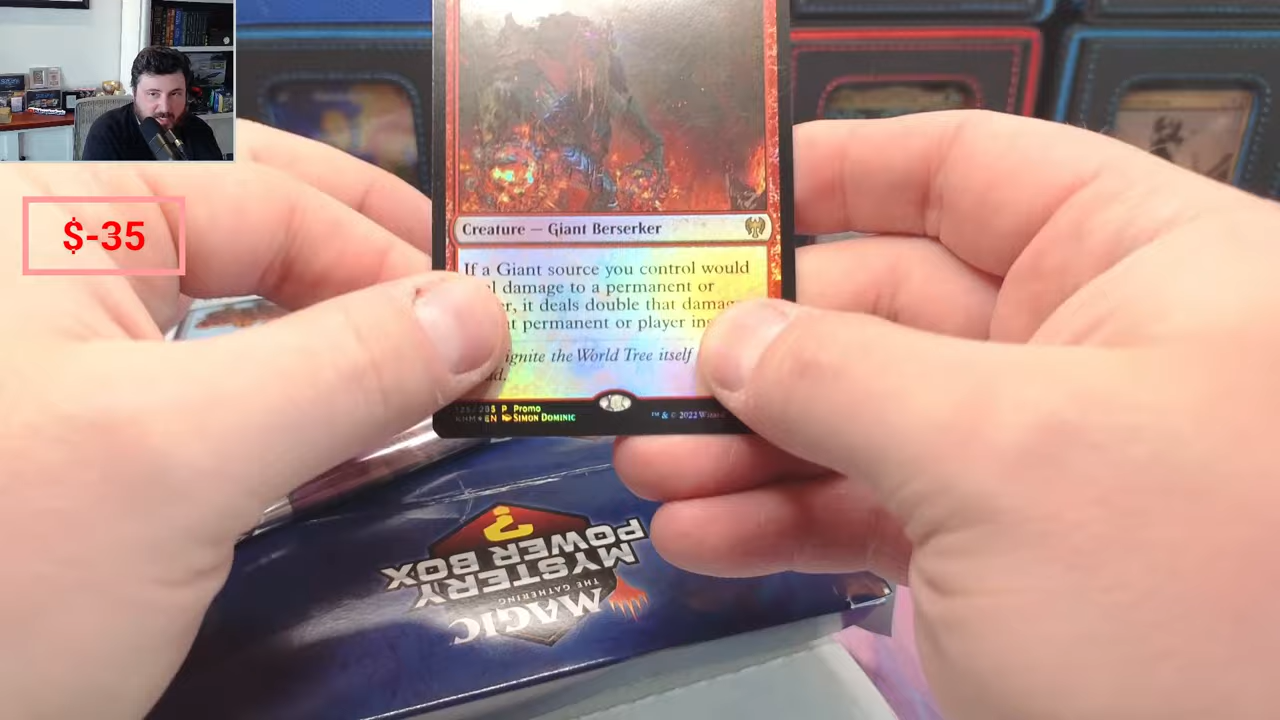 $-35
Creature — Giant Berserker
If a Giant source you control would
damage to a permanent or
it deals double that
permanent or player
ignite the World Tree itself
P Promo
EN SIMON DOMINIC
™ & © 2022
MAGIC
THE GATHERING
MYSTERY
POWER BOX
?